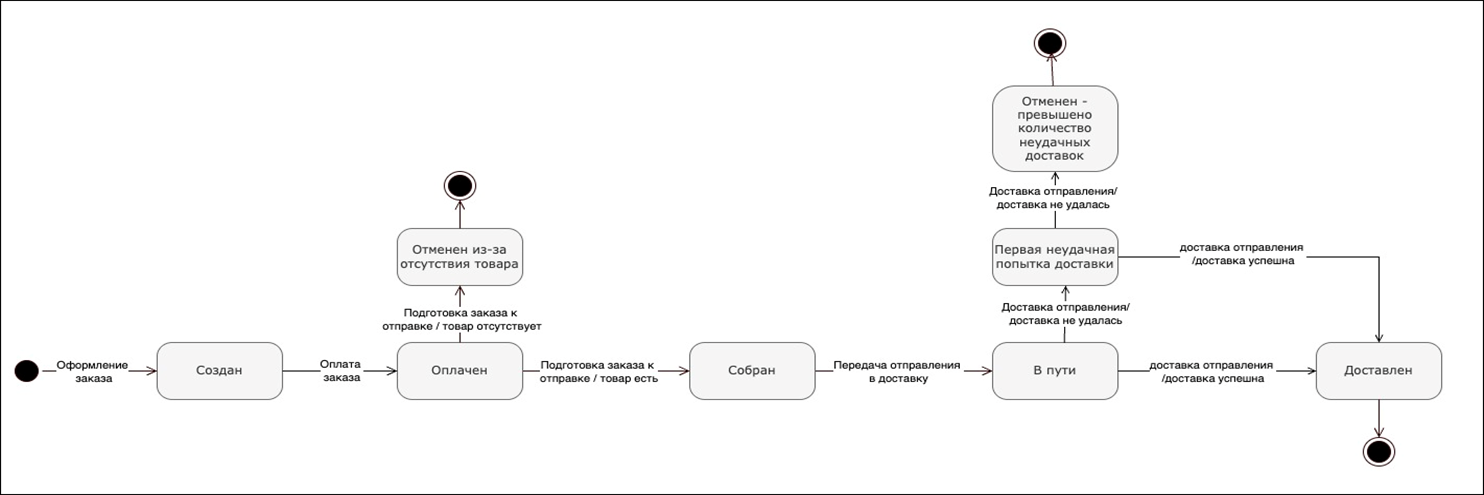 Отменен -
превышено
количество
неудачных
доставок
Доставка отправления/
доставка не удалась
Отменен из-за
отсутствия товара
Первая неудачная
попытка доставки
доставка отправления
/доставка успешна
Подготовка заказа к
отправке / товар отсутствует
Доставка отправления/
доставка не удалась
Оформление
заказа
Создан
Оплата
заказа
Оплачен
Подготовка заказа к
отправке / товар есть
Собран
Передача отправления
в доставку
В пути
доставка отправления
/доставка успешна
Доставлен